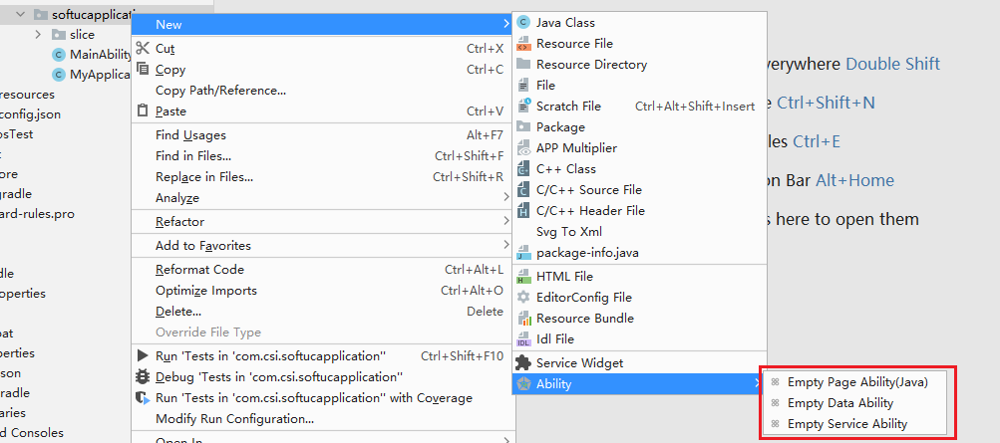 softucapplication
slice
MainAbility
MyApplica
resources
config.json
osTest
t
ore
gradle
ard-rules.pro
dle
operties
bat
perties
son
dle
aries
d Consoles
New
Cut Ctrl+X
Copy Ctrl+C
Copy Path/Reference...
Paste Ctrl+V
Find Usages Alt+F7
Find in Files... Ctrl+Shift+F
Replace in Files... Ctrl+Shift+R
Analyze
Refactor
Add to Favorites
Reformat Code Ctrl+Alt+L
Optimize Imports Ctrl+Alt+O
Delete... Delete
Override File Type
Run 'Tests in 'com.csi.softucapplication'' Ctrl+Shift+F10
Debug 'Tests in 'com.csi.softucapplication''
Run 'Tests in 'com.csi.softucapplication'' with Coverage
Modify Run Configuration...
Open In
Java Class
Resource File
Resource Directory
File
Scratch File Ctrl+Alt+Shift+Insert
Package
APP Multiplier
C++ Class
C/C++ Source File
C/C++ Header File
Svg To Xml
package-info.java
HTML File
EditorConfig File
Resource Bundle
Idl File
Service Widget
Ability
Empty Page Ability(Java)
Empty Data Ability
Empty Service Ability
verywhere Double Shift
e Ctrl+Shift+N
les Ctrl+E
on Bar Alt+Home
s here to open them